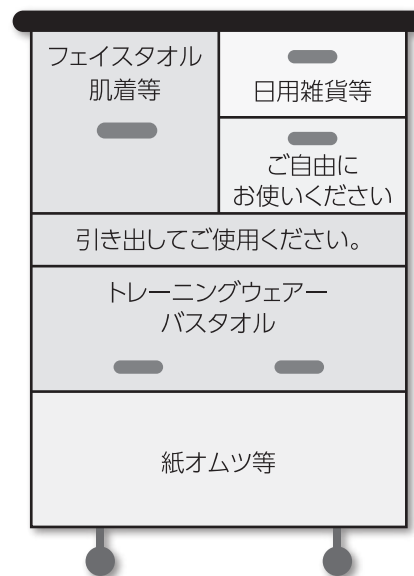 フェイスタオル
肌着等
日用雑貨等
ご自由に
お使いください
引き出してご使用ください。
トレーニングウェアー
バスタオル
紙オムツ等